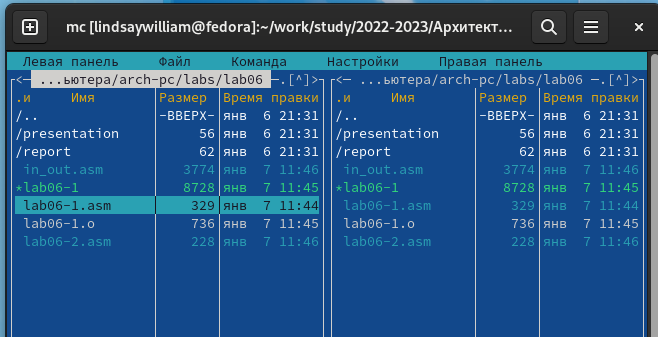 mc [lindsaywilliam@fedora]:~/work/study/2022-2023/Архитект...
Левая панель Файл Команда Настройки Правая панель
<─ ...ьютера/arch-pc/labs/lab06 ─.[^]> <─ ...ьютера/arch-pc/labs/lab06 ─.[^]>
.и Имя Размер Время правки .и Имя Размер Время правки
/.. -ВВЕРХ- янв 6 21:31 /.. -ВВЕРХ- янв 6 21:31
/presentation 56 янв 6 21:31 /presentation 56 янв 6 21:31
/report 62 янв 6 21:31 /report 62 янв 6 21:31
in_out.asm 3774 янв 7 11:46 in_out.asm 3774 янв 7 11:46
*lab06-1 8728 янв 7 11:45 *lab06-1 8728 янв 7 11:45
lab06-1.asm 329 янв 7 11:44 lab06-1.asm 329 янв 7 11:44
lab06-1.o 736 янв 7 11:45 lab06-1.o 736 янв 7 11:45
lab06-2.asm 228 янв 7 11:46 lab06-2.asm 228 янв 7 11:46